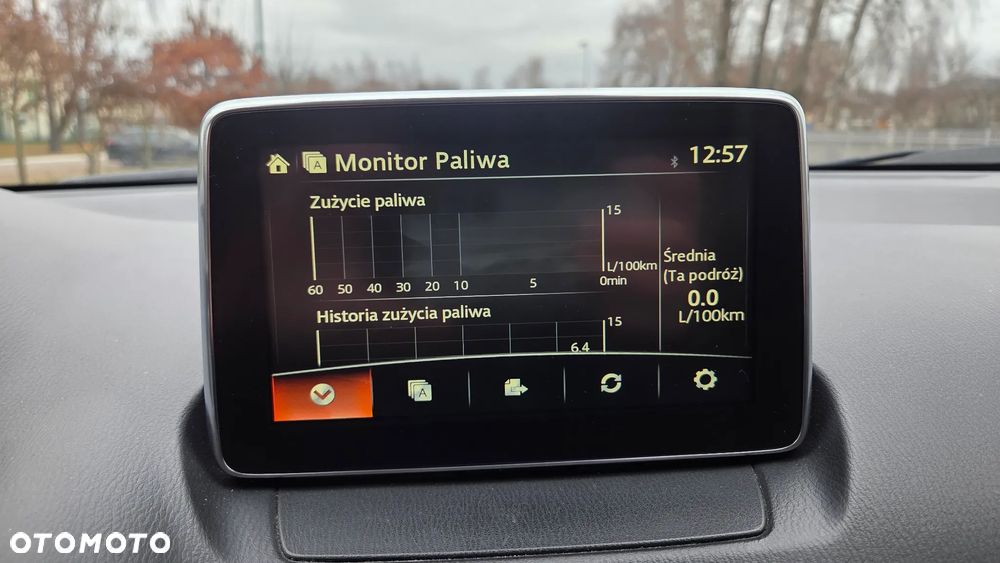 A Monitor Paliwa 12:57
Zużycie paliwa
15
L/100km
60 50 40 30 20 10 5 0min
Średnia
(Ta podróż)
0.0
L/100km
Historia zużycia paliwa
15
6.4
A
OTOMOTO